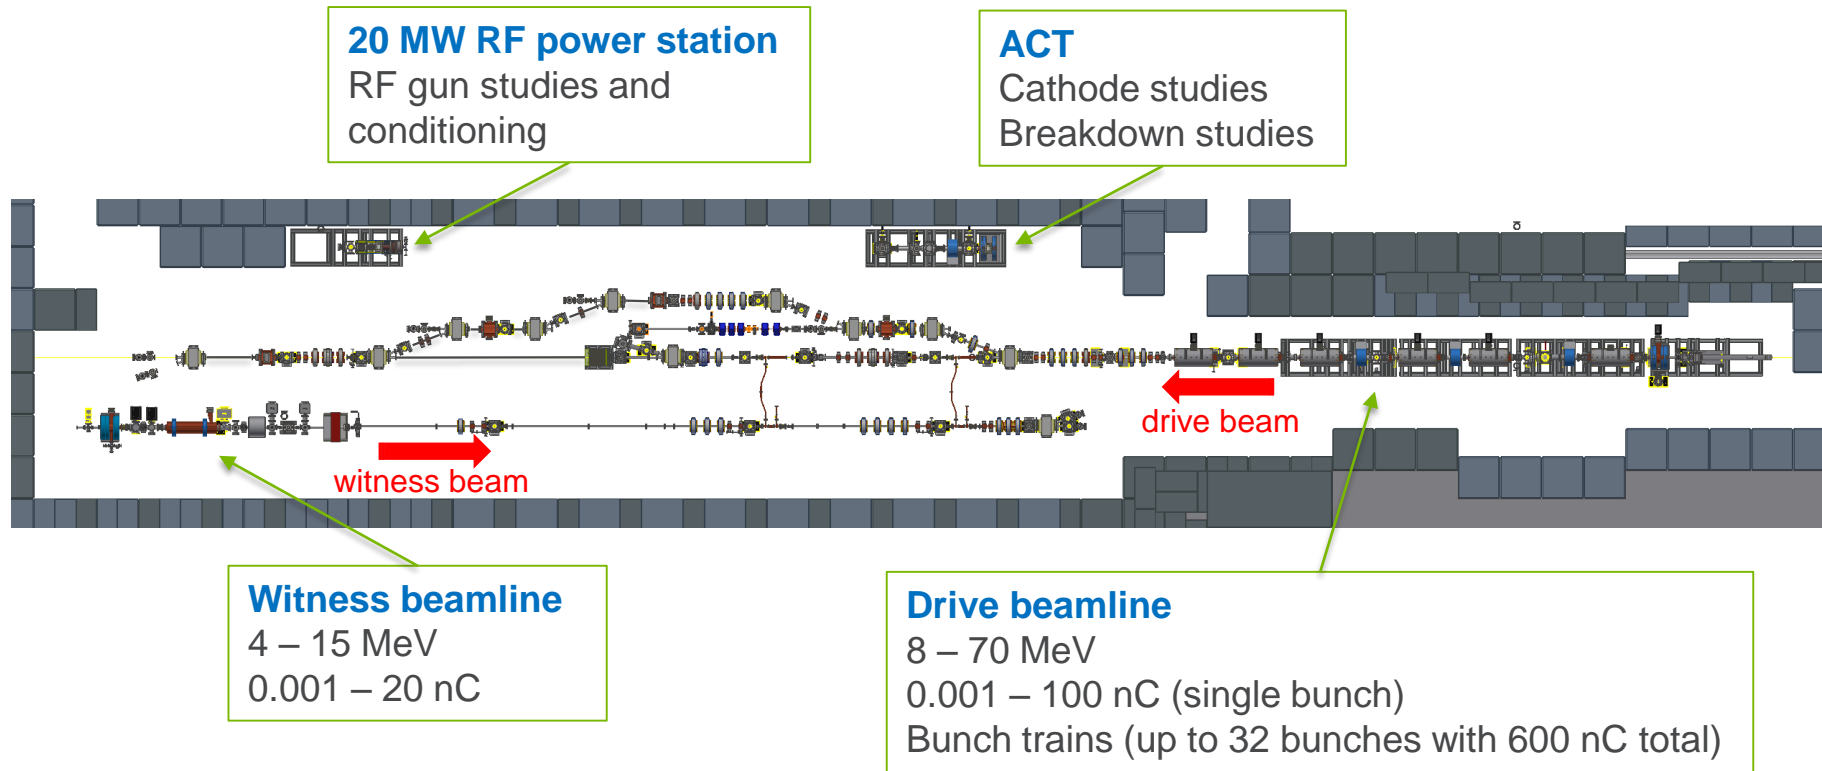 20 MW RF power station
RF gun studies and
conditioning
ACT
Cathode studies
Breakdown studies
drive beam
witness beam
Witness beamline
4 – 15 MeV
0.001 – 20 nC
Drive beamline
8 – 70 MeV
0.001 – 100 nC (single bunch)
Bunch trains (up to 32 bunches with 600 nC total)